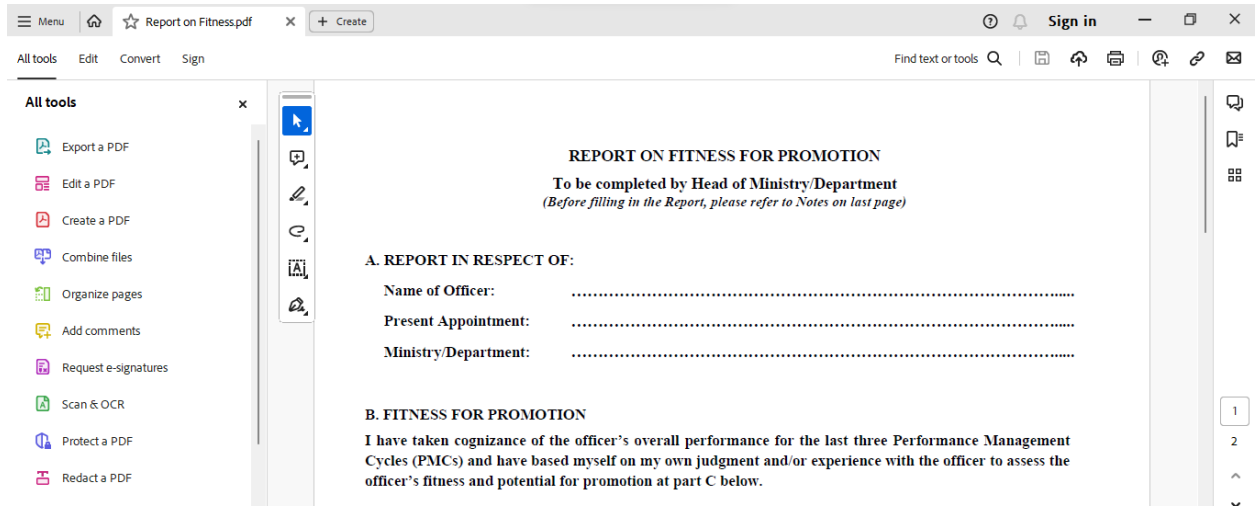 Menu
Report on Fitness.pdf
Create
Sign in
All tools Edit Convert Sign
Find text or tools
All tools
Export a PDF
Edit a PDF
Create a PDF
Combine files
Organize pages
Add comments
Request e-signatures
Scan & OCR
Protect a PDF
Redact a PDF
REPORT ON FITNESS FOR PROMOTION
To be completed by Head of Ministry/Department
(Before filling in the Report, please refer to Notes on last page)
A. REPORT IN RESPECT OF:
Name of Officer: ................................................................................
Present Appointment: ................................................................................
Ministry/Department: ................................................................................
B. FITNESS FOR PROMOTION
I have taken cognizance of the officer's overall performance for the last three Performance Management
Cycles (PMCs) and have based myself on my own judgment and/or experience with the officer to assess the
officer's fitness and potential for promotion at part C below.
1
2